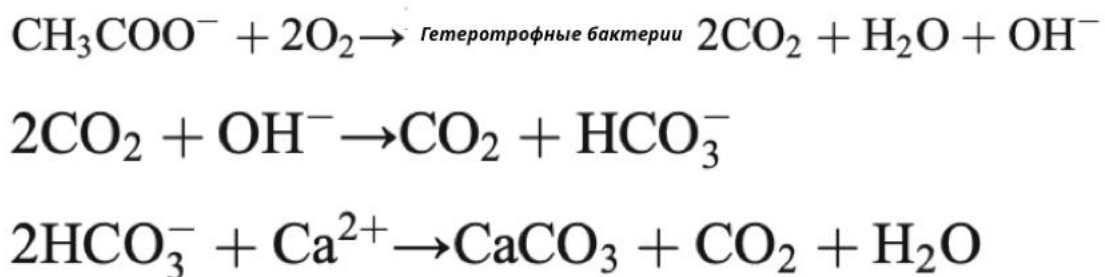 CH₃COO⁻ + 2O₂→ Гетеротрофные бактерии 2CO₂ + H₂O + OH⁻
2CO₂ + OH⁻→CO₂ + HCO₃⁻
2HCO₃⁻ + Ca²⁺→CaCO₃ + CO₂ + H₂O